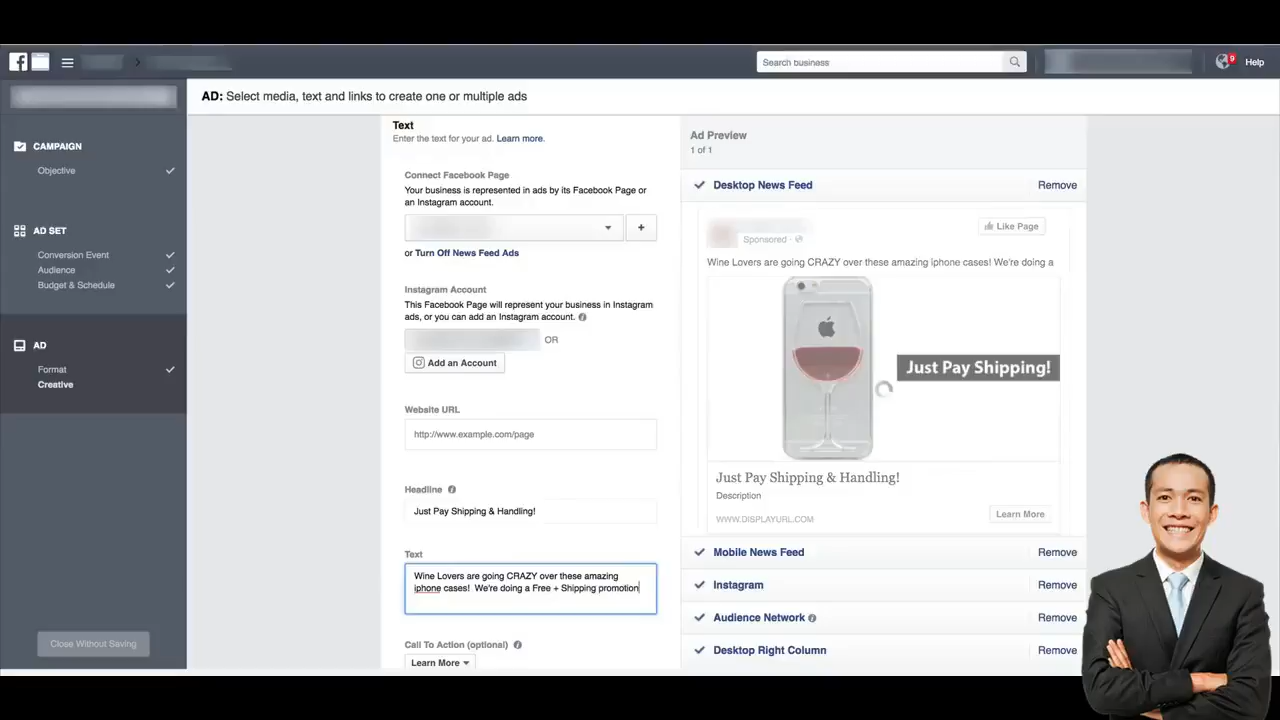 Search business
9
Help
AD: Select media, text and links to create one or multiple ads
CAMPAIGN
Objective
AD SET
Conversion Event
Audience
Budget & Schedule
AD
Format
Creative
Close Without Saving
Text
Enter the text for your ad. Learn more.
Connect Facebook Page
Your business is represented in ads by its Facebook Page or
an Instagram account.
+
or Turn Off News Feed Ads
Instagram Account
This Facebook Page will represent your business in Instagram
ads, or you can add an Instagram account.
OR
Add an Account
Website URL
http://www.example.com/page
Headline
Just Pay Shipping & Handling!
Text
Wine Lovers are going CRAZY over these amazing
iphone cases! We're doing a Free + Shipping promotion
Call To Action (optional)
Learn More
Ad Preview
1 of 1
Desktop News Feed Remove
Sponsored ·
Like Page
Wine Lovers are going CRAZY over these amazing iphone cases! We're doing a
Just Pay Shipping!
Just Pay Shipping & Handling!
Description
WWW.DISPLAYURL.COM
Learn More
Mobile News Feed Remove
Instagram Remove
Audience Network Remove
Desktop Right Column Remove